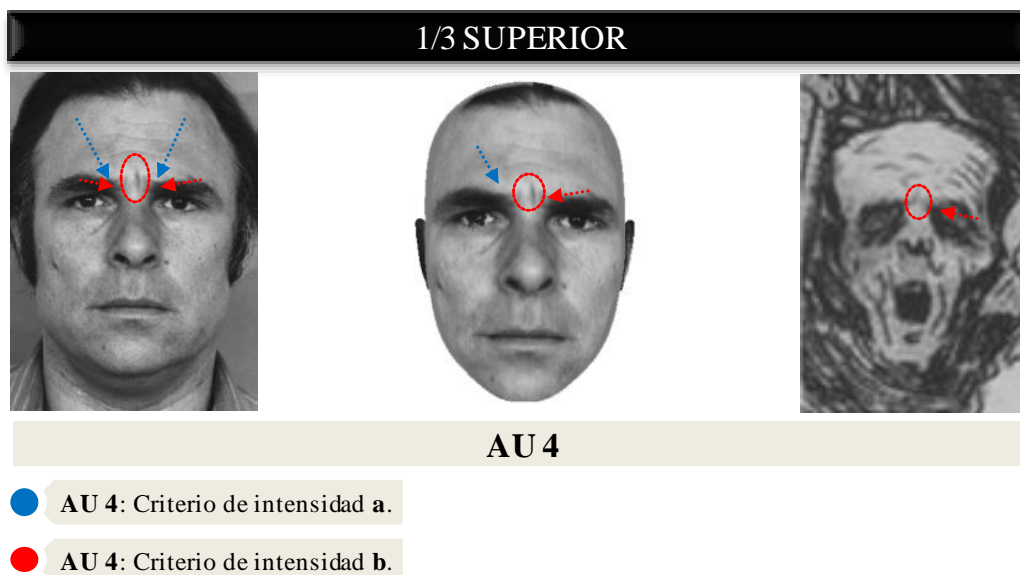 1/3 SUPERIOR
AU 4
AU 4: Criterio de intensidad a.
AU 4: Criterio de intensidad b.